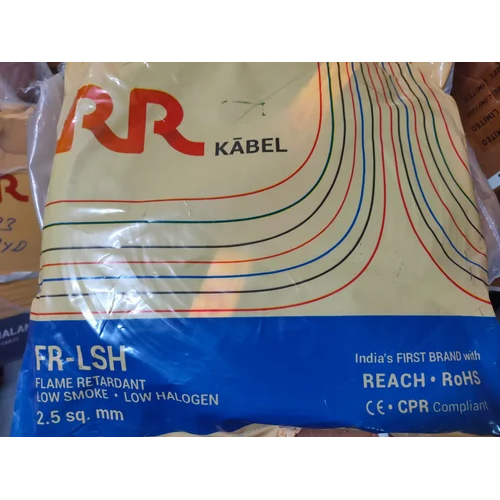 RR KĀBEL
FR-LSH
FLAME RETARDANT
LOW SMOKE • LOW HALOGEN
2.5 sq. mm
India's FIRST BRAND with
REACH • RoHS
CE • CPR Compliant
LIMITED